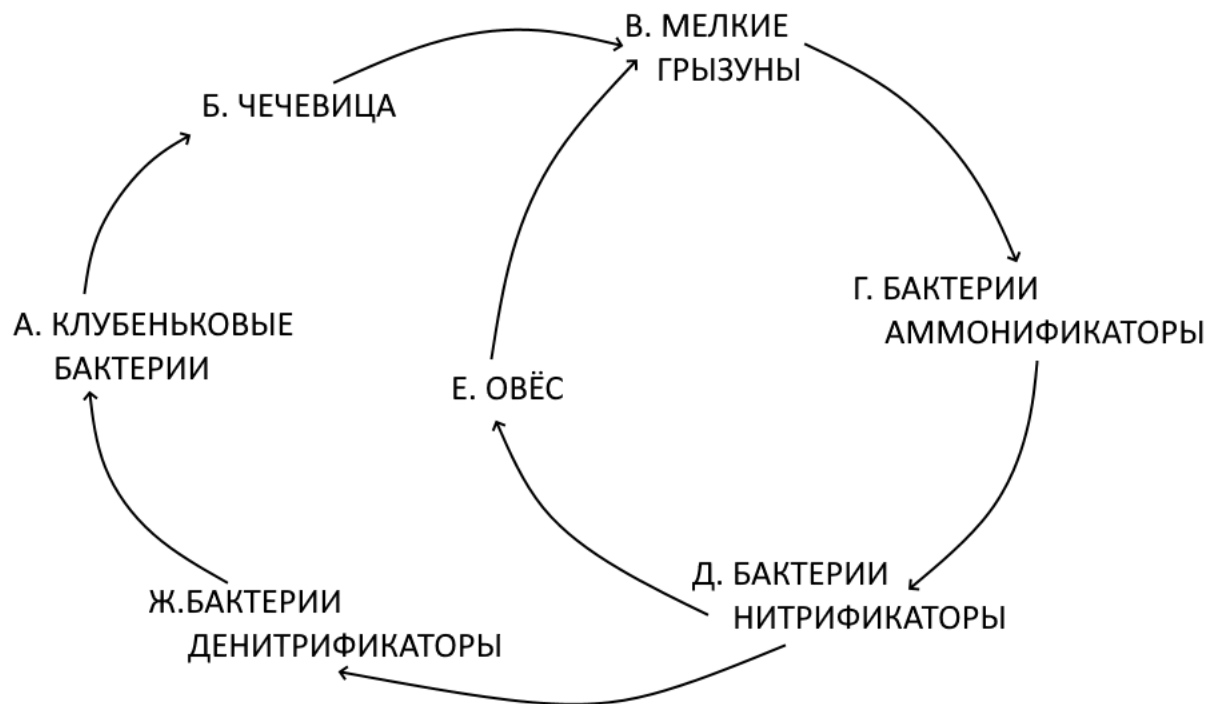 В. МЕЛКИЕ
ГРЫЗУНЫ
Б. ЧЕЧЕВИЦА
Г. БАКТЕРИИ
АММОНИФИКАТОРЫ
А. КЛУБЕНЬКОВЫЕ
БАКТЕРИИ
Е. ОВЁС
Д. БАКТЕРИИ
НИТРИФИКАТОРЫ
Ж.БАКТЕРИИ
ДЕНИТРИФИКАТОРЫ